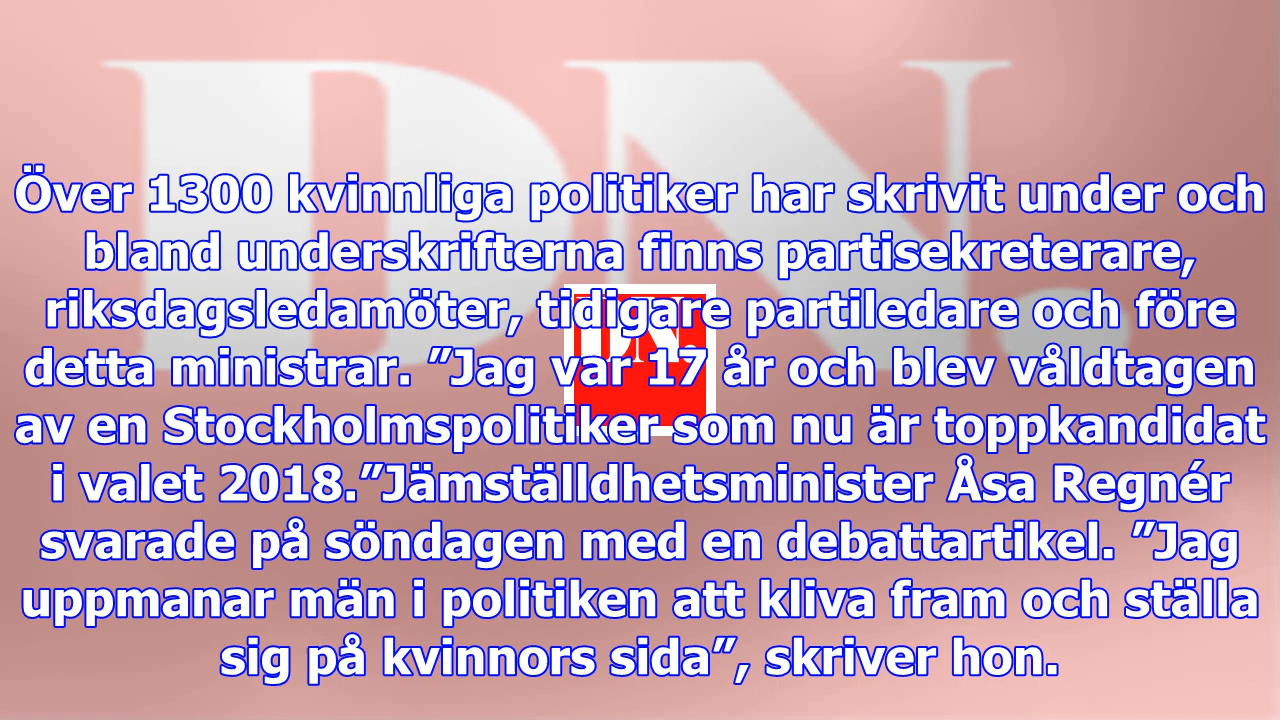 DN.
Över 1300 kvinnliga politiker har skrivit under och
bland underskrifterna finns partisekreterare,
riksdagsledamöter, tidigare partiledare och före
detta ministrar. ”Jag var 17 år och blev våldtagen
av en Stockholmspolitiker som nu är toppkandidat
i valet 2018.”Jämställdhetsminister Åsa Regnér
svarade på söndagen med en debattartikel. ”Jag
uppmanar män i politiken att kliva fram och ställa
sig på kvinnors sida”, skriver hon.
DN.